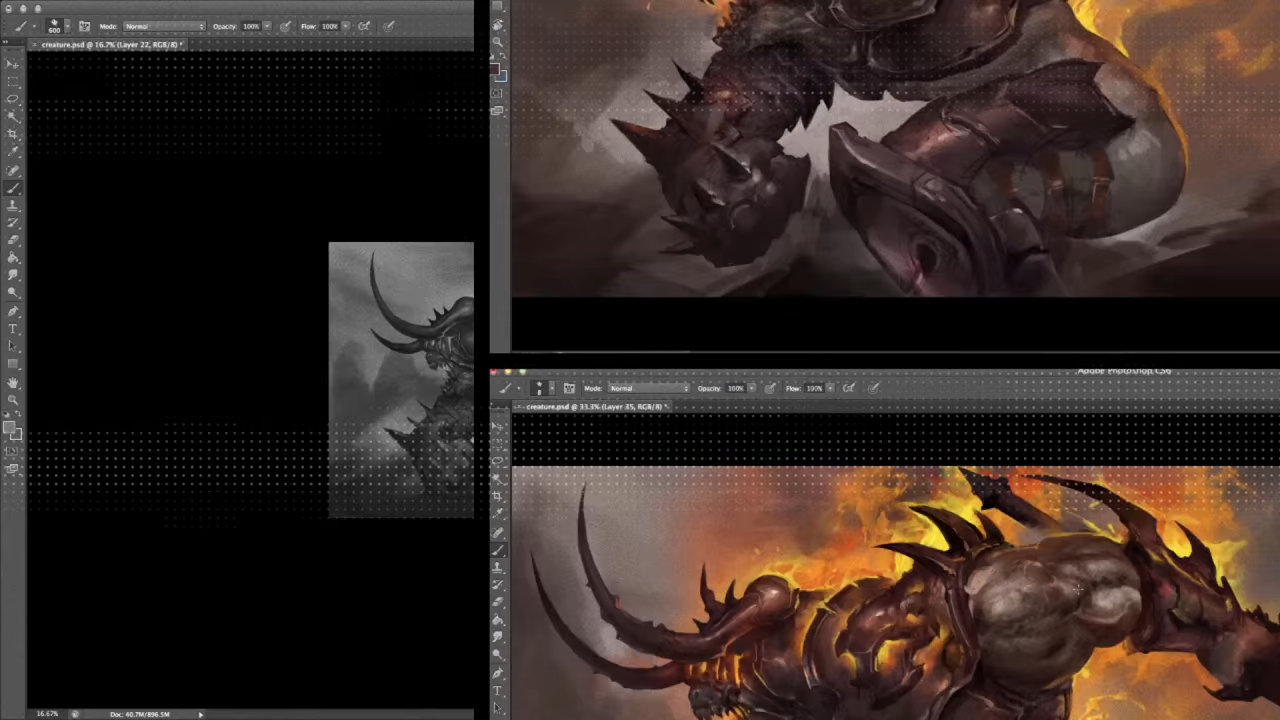 600 Mode: Normal Opacity: 100% Flow: 100%
creature.psd @ 16.7% (Layer 22, RGB/8) *
16.67% Doc: 40.7M/896.5M
Adobe Photoshop CS6
8 Mode: Normal Opacity: 100% Flow: 100%
creature.psd @ 33.3% (Layer 35, RGB/8) *